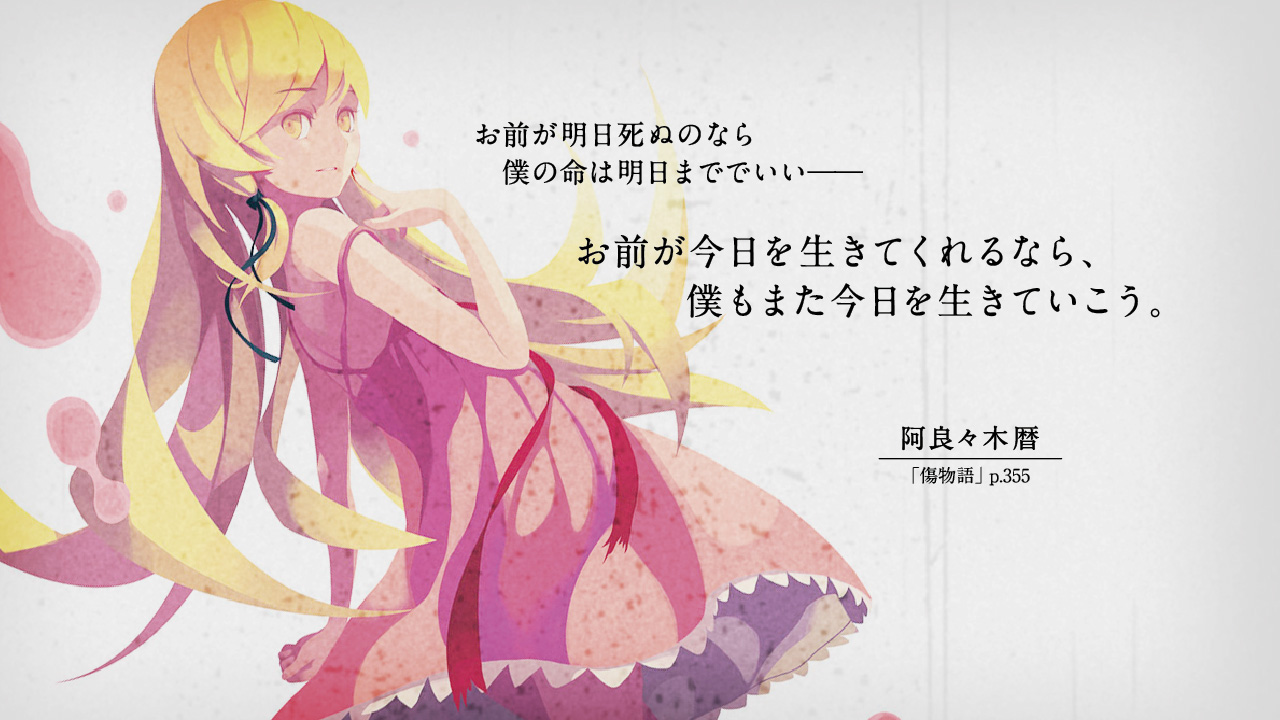 お前が明日死ぬのなら
僕の命は明日まででいい――
お前が今日を生きてくれるなら、
僕もまた今日を生きていこう。
阿良々木暦
「傷物語」p.355